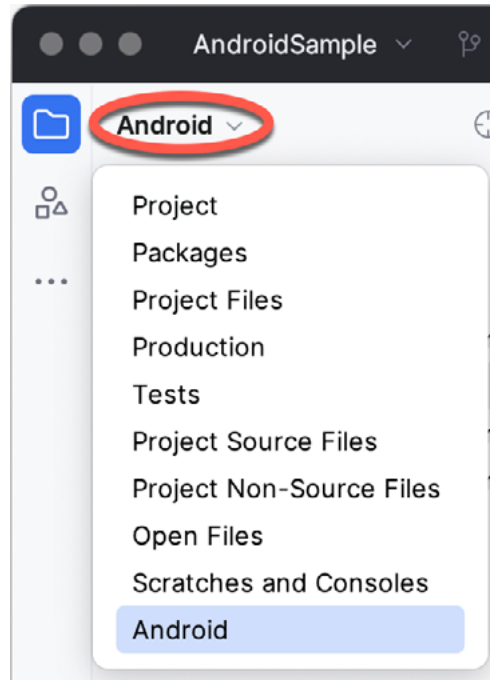 AndroidSample
Android
Project
Packages
Project Files
Production
Tests
Project Source Files
Project Non-Source Files
Open Files
Scratches and Consoles
Android